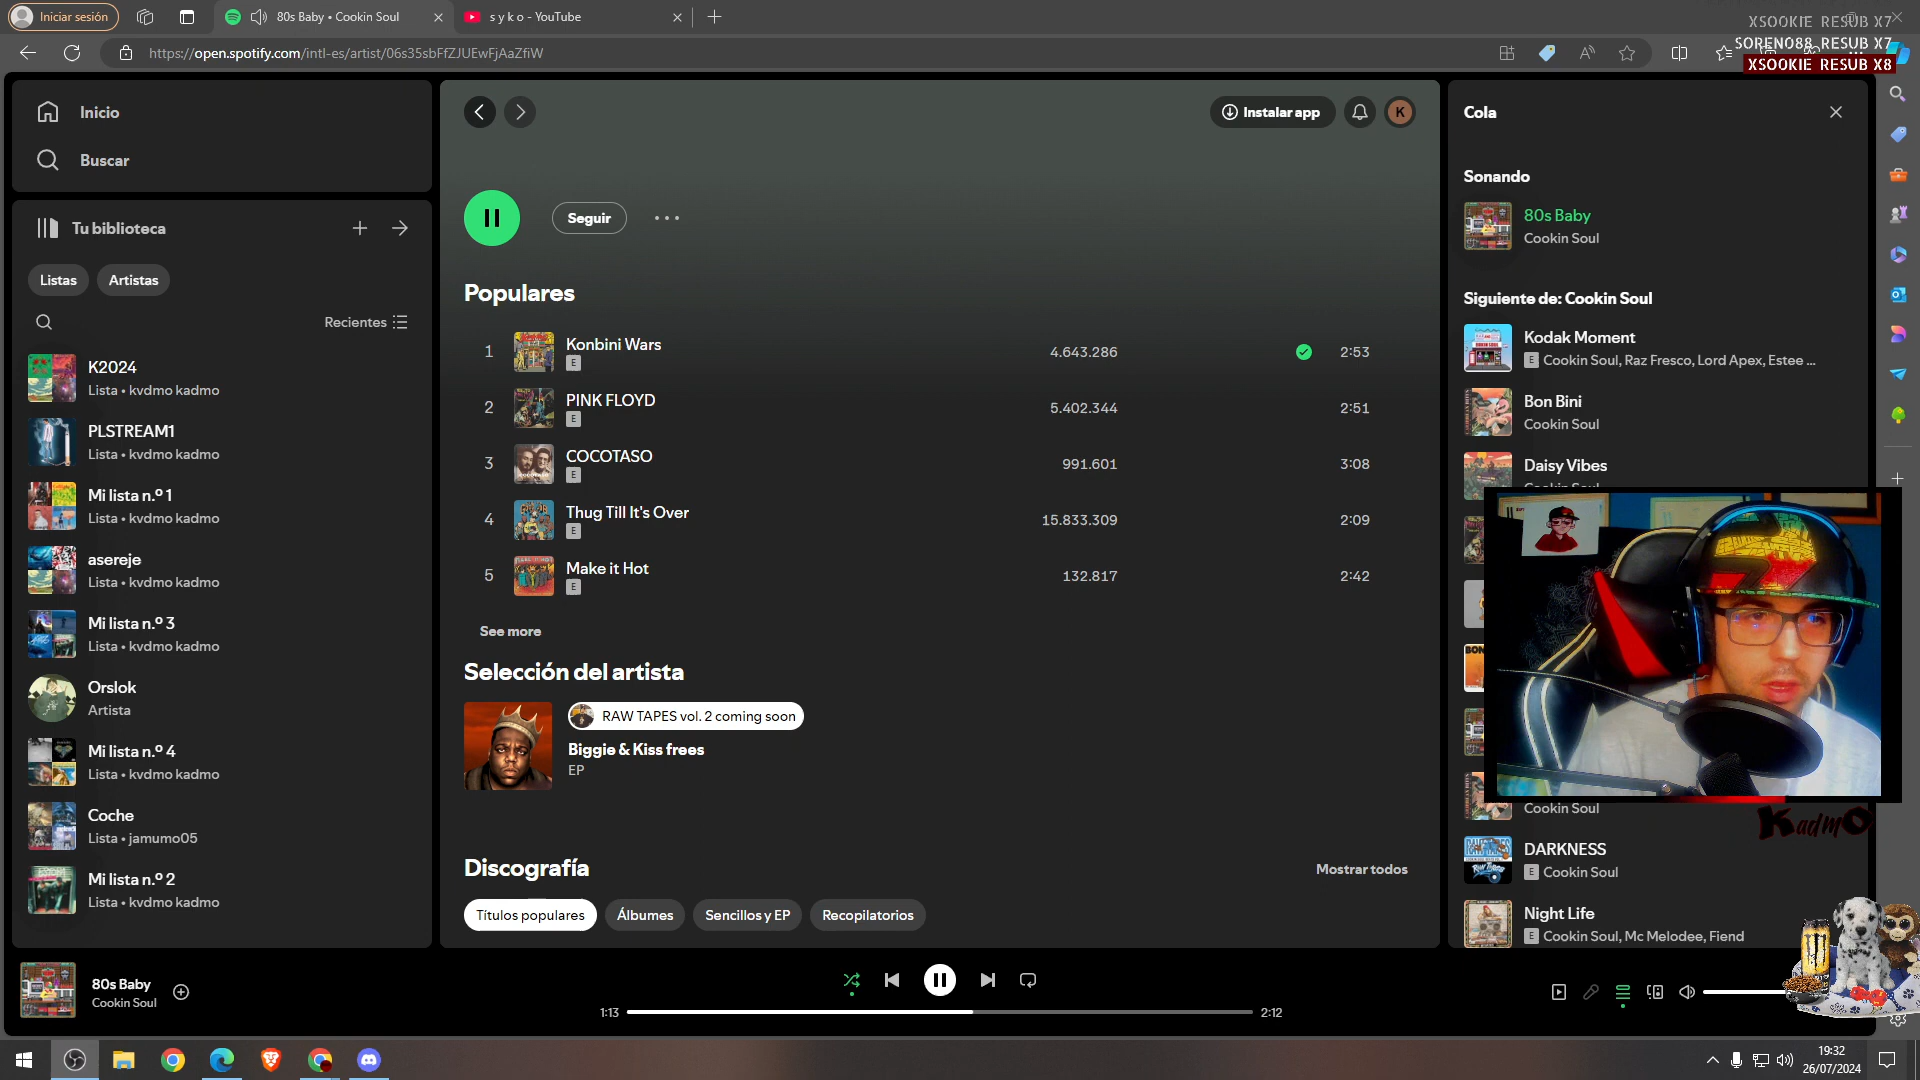 Iniciar sesión
80s Baby • Cookin Soul
s y k o - YouTube
XSOOKIE RESUB X7
SORENO88 RESUB X7
XSOOKIE RESUB X8
https://open.spotify.com/intl-es/artist/06s35sbFfZJUEwFjAaZfiW
Inicio
Buscar
Tu biblioteca
Listas
Artistas
Recientes
K2024
Lista • kvdmo kadmo
PLSTREAM1
Lista • kvdmo kadmo
Mi lista n.º 1
Lista • kvdmo kadmo
asereje
Lista • kvdmo kadmo
Mi lista n.º 3
Lista • kvdmo kadmo
Orslok
Artista
Mi lista n.º 4
Lista • kvdmo kadmo
Coche
Lista • jamumo05
Mi lista n.º 2
Lista • kvdmo kadmo
Instalar app
K
Seguir
Populares
1
Konbini Wars
E
4.643.286
2:53
2
PINK FLOYD
E
5.402.344
2:51
3
COCOTASO
E
991.601
3:08
4
Thug Till It's Over
E
15.833.309
2:09
5
Make it Hot
E
132.817
2:42
See more
Selección del artista
RAW TAPES vol. 2 coming soon
Biggie & Kiss frees
EP
Discografía
Mostrar todos
Títulos populares
Álbumes
Sencillos y EP
Recopilatorios
Cola
Sonando
80s Baby
Cookin Soul
Siguiente de: Cookin Soul
Kodak Moment
E Cookin Soul, Raz Fresco, Lord Apex, Estee ...
Bon Bini
Cookin Soul
Daisy Vibes
Cookin Soul
Cookin Soul
KadmO
DARKNESS
E Cookin Soul
Night Life
E Cookin Soul, Mc Melodee, Fiend
80s Baby
Cookin Soul
1:13
2:12
19:32
26/07/2024